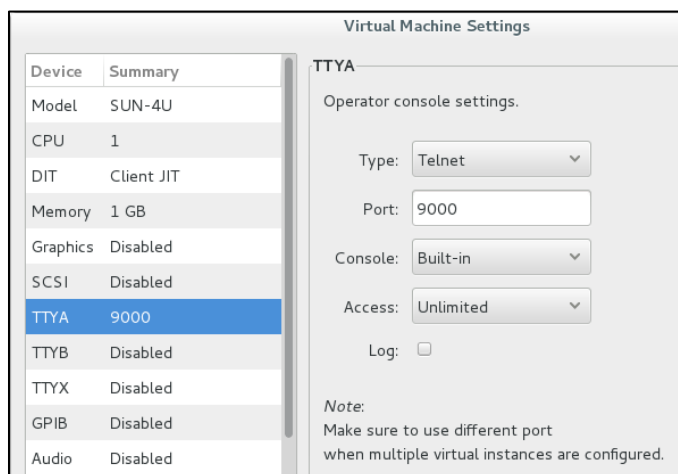 Virtual Machine Settings
Device Summary
Model SUN-4U
CPU 1
DIT Client JIT
Memory 1 GB
Graphics Disabled
SCSI Disabled
TTYA 9000
TTYB Disabled
TTYX Disabled
GPIB Disabled
Audio Disabled
TTYA
Operator console settings.
Type: Telnet
Port: 9000
Console: Built-in
Access: Unlimited
Log:
Note:
Make sure to use different port
when multiple virtual instances are configured.